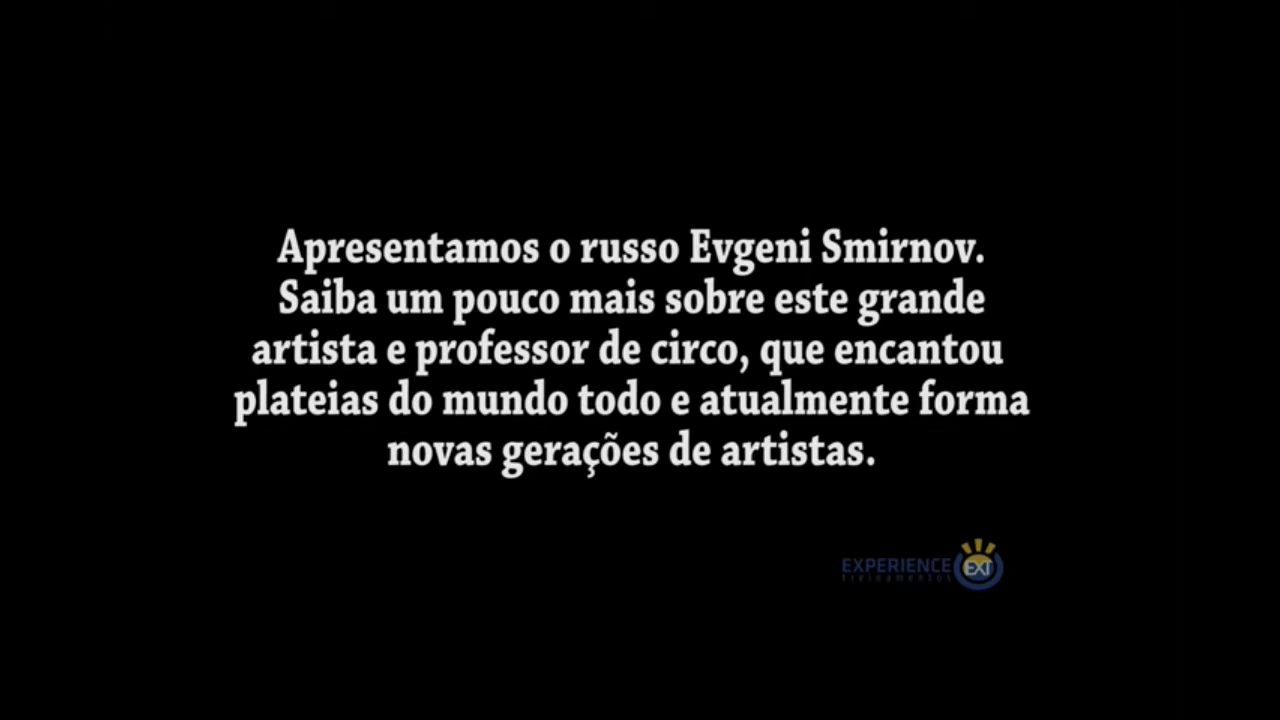 Apresentamos o russo Evgeni Smirnov.
Saiba um pouco mais sobre este grande
artista e professor de circo, que encantou
plateias do mundo todo e atualmente forma
novas gerações de artistas.
EXPERIENCE EXT
treinamentos